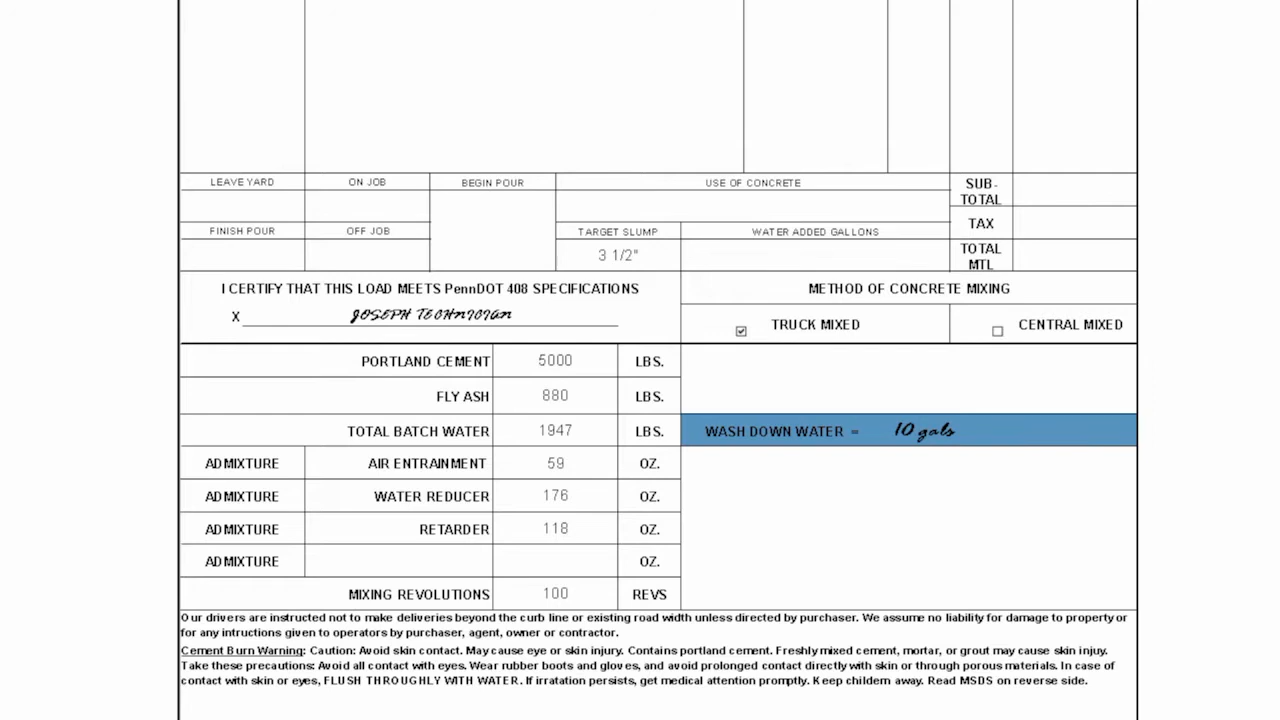 LEAVE YARD ON JOB BEGIN POUR USE OF CONCRETE SUB-TOTAL
TAX
FINISH POUR OFF JOB TARGET SLUMP WATER ADDED GALLONS
3 1/2" TOTAL MTL
I CERTIFY THAT THIS LOAD MEETS PennDOT 408 SPECIFICATIONS METHOD OF CONCRETE MIXING
X JOSEPH TECHNICIAN TRUCK MIXED CENTRAL MIXED
PORTLAND CEMENT 5000 LBS.
FLY ASH 880 LBS.
TOTAL BATCH WATER 1947 LBS. WASH DOWN WATER = 10 gals
ADMIXTURE AIR ENTRAINMENT 59 OZ.
ADMIXTURE WATER REDUCER 176 OZ.
ADMIXTURE RETARDER 118 OZ.
ADMIXTURE OZ.
MIXING REVOLUTIONS 100 REVS
Our drivers are instructed not to make deliveries beyond the curb line or existing road width unless directed by purchaser. We assume no liability for damage to property or
for any intructions given to operators by purchaser, agent, owner or contractor.
Cement Burn Warning: Caution: Avoid skin contact. May cause eye or skin injury. Contains portland cement. Freshly mixed cement, mortar, or grout may cause skin injury.
Take these precautions: Avoid all contact with eyes. Wear rubber boots and gloves, and avoid prolonged contact directly with skin or through porous materials. In case of
contact with skin or eyes, FLUSH THROUGHLY WITH WATER. If irratation persists, get medical attention promptly. Keep childern away. Read MSDS on reverse side.